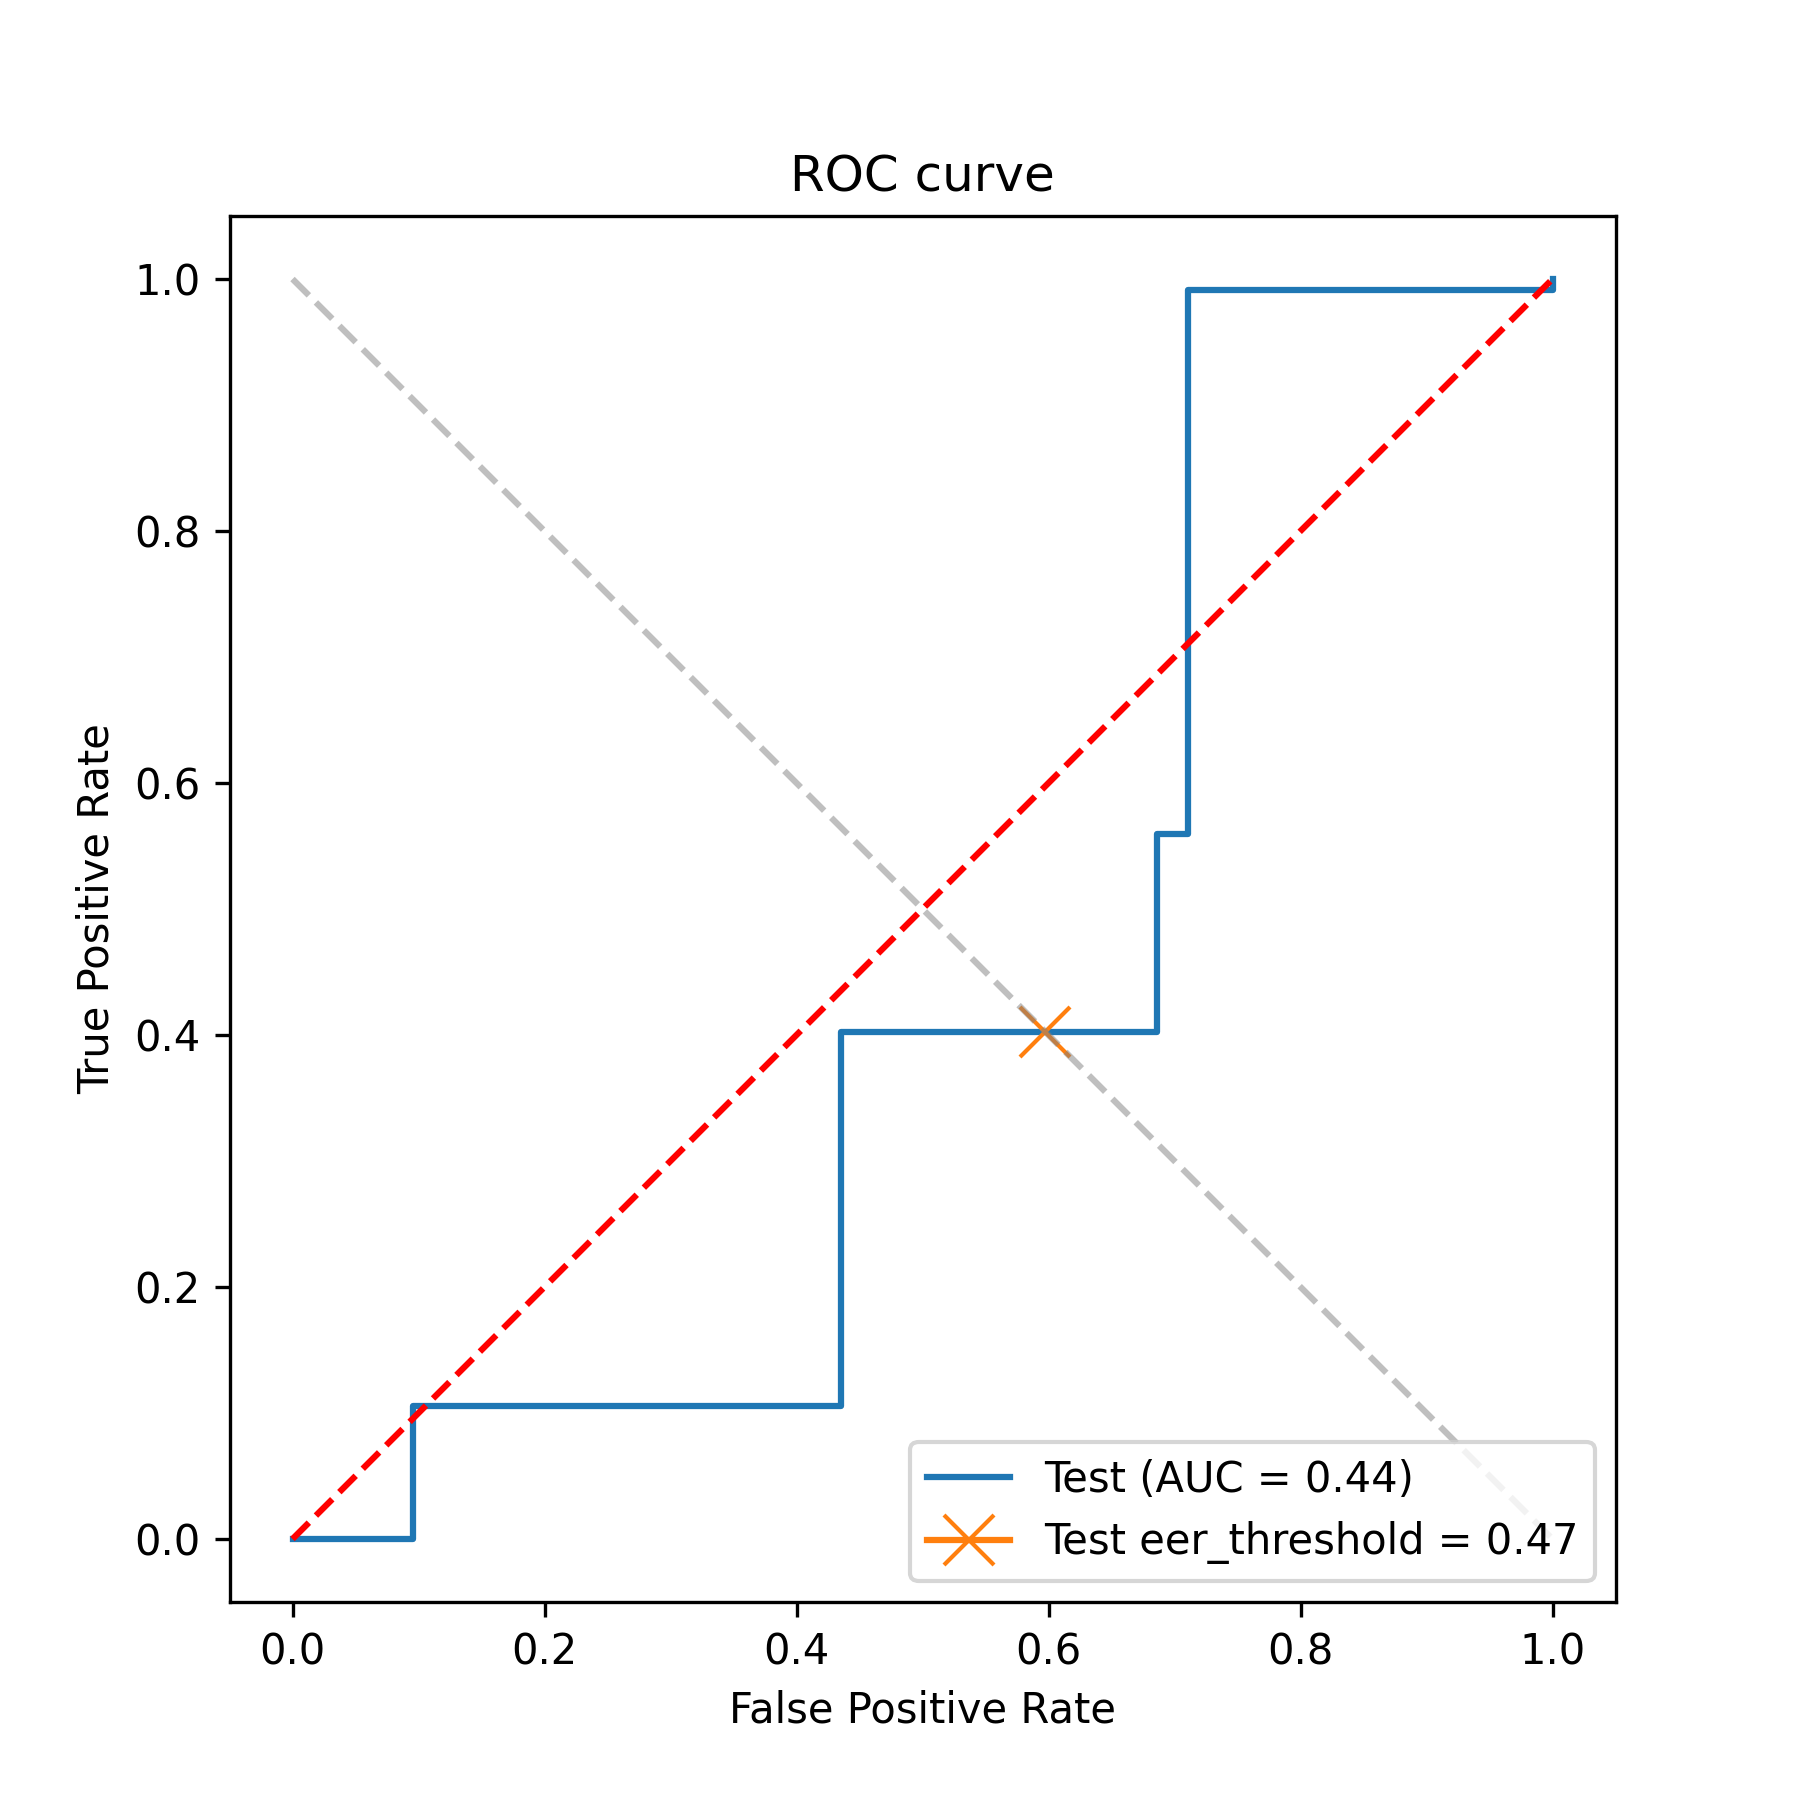 ROC curve
True Positive Rate
1.0
0.8
0.6
0.4
0.2
0.0
Test (AUC = 0.44)
Test eer_threshold = 0.47
0.0 0.2 0.4 0.6 0.8 1.0
False Positive Rate